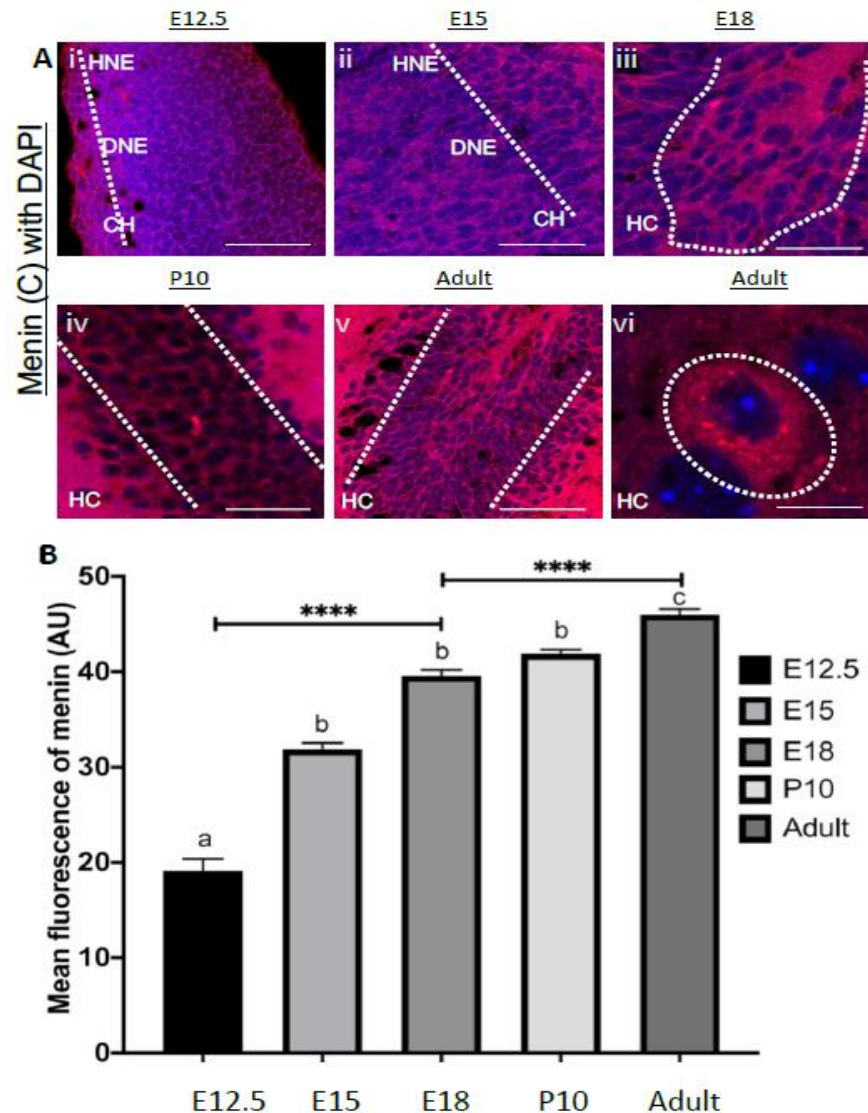 E12.5 E15 E18
A i HNE DNE CH
ii HNE DNE CH
iii HC
Menin (C) with DAPI
P10 Adult Adult
iv HC
v HC
vi HC
B
50
40
30
20
10
0
Mean fluorescence of menin (AU)
**** ****
a b b b c
E12.5
E15
E18
P10
Adult
E12.5 E15 E18 P10 Adult